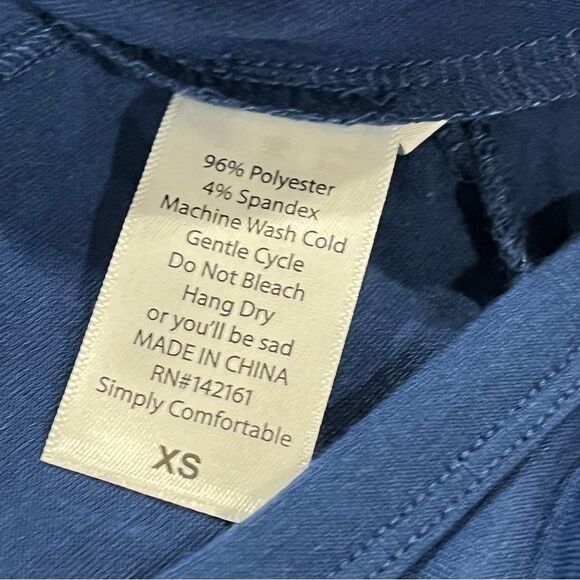 96% Polyester
4% Spandex
Machine Wash Cold
Gentle Cycle
Do Not Bleach
Hang Dry
or you'll be sad
MADE IN CHINA
RN#142161
Simply Comfortable
XS